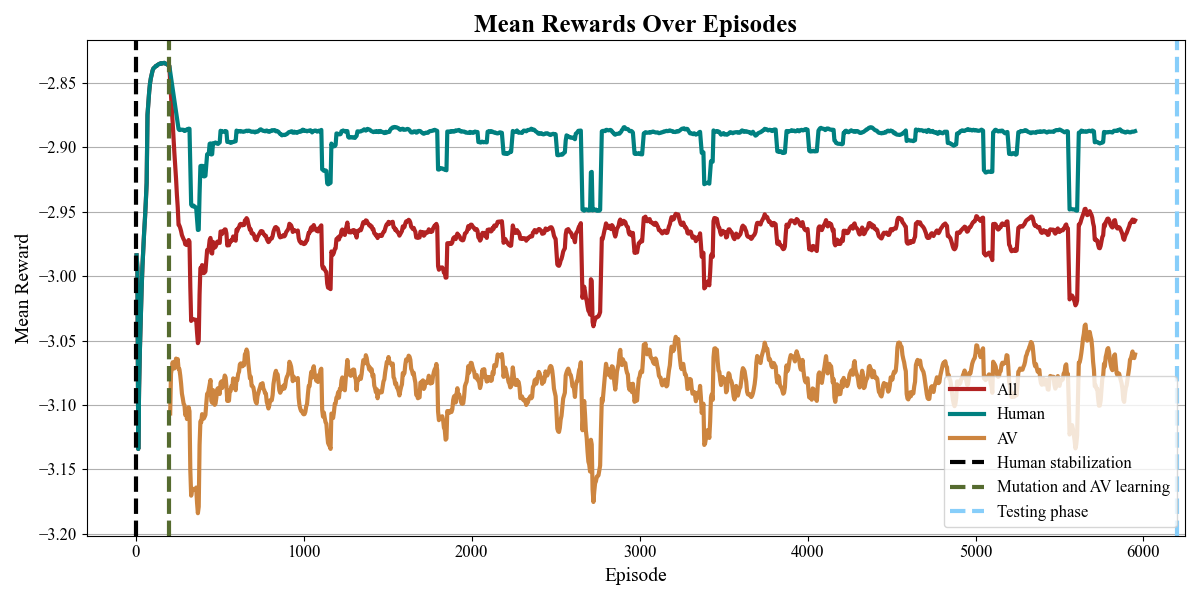 Mean Rewards Over Episodes
Mean Reward
−2.85
−2.90
−2.95
−3.00
−3.05
−3.10
−3.15
−3.20
0
1000
2000
3000
4000
5000
6000
Episode
All
Human
AV
Human stabilization
Mutation and AV learning
Testing phase